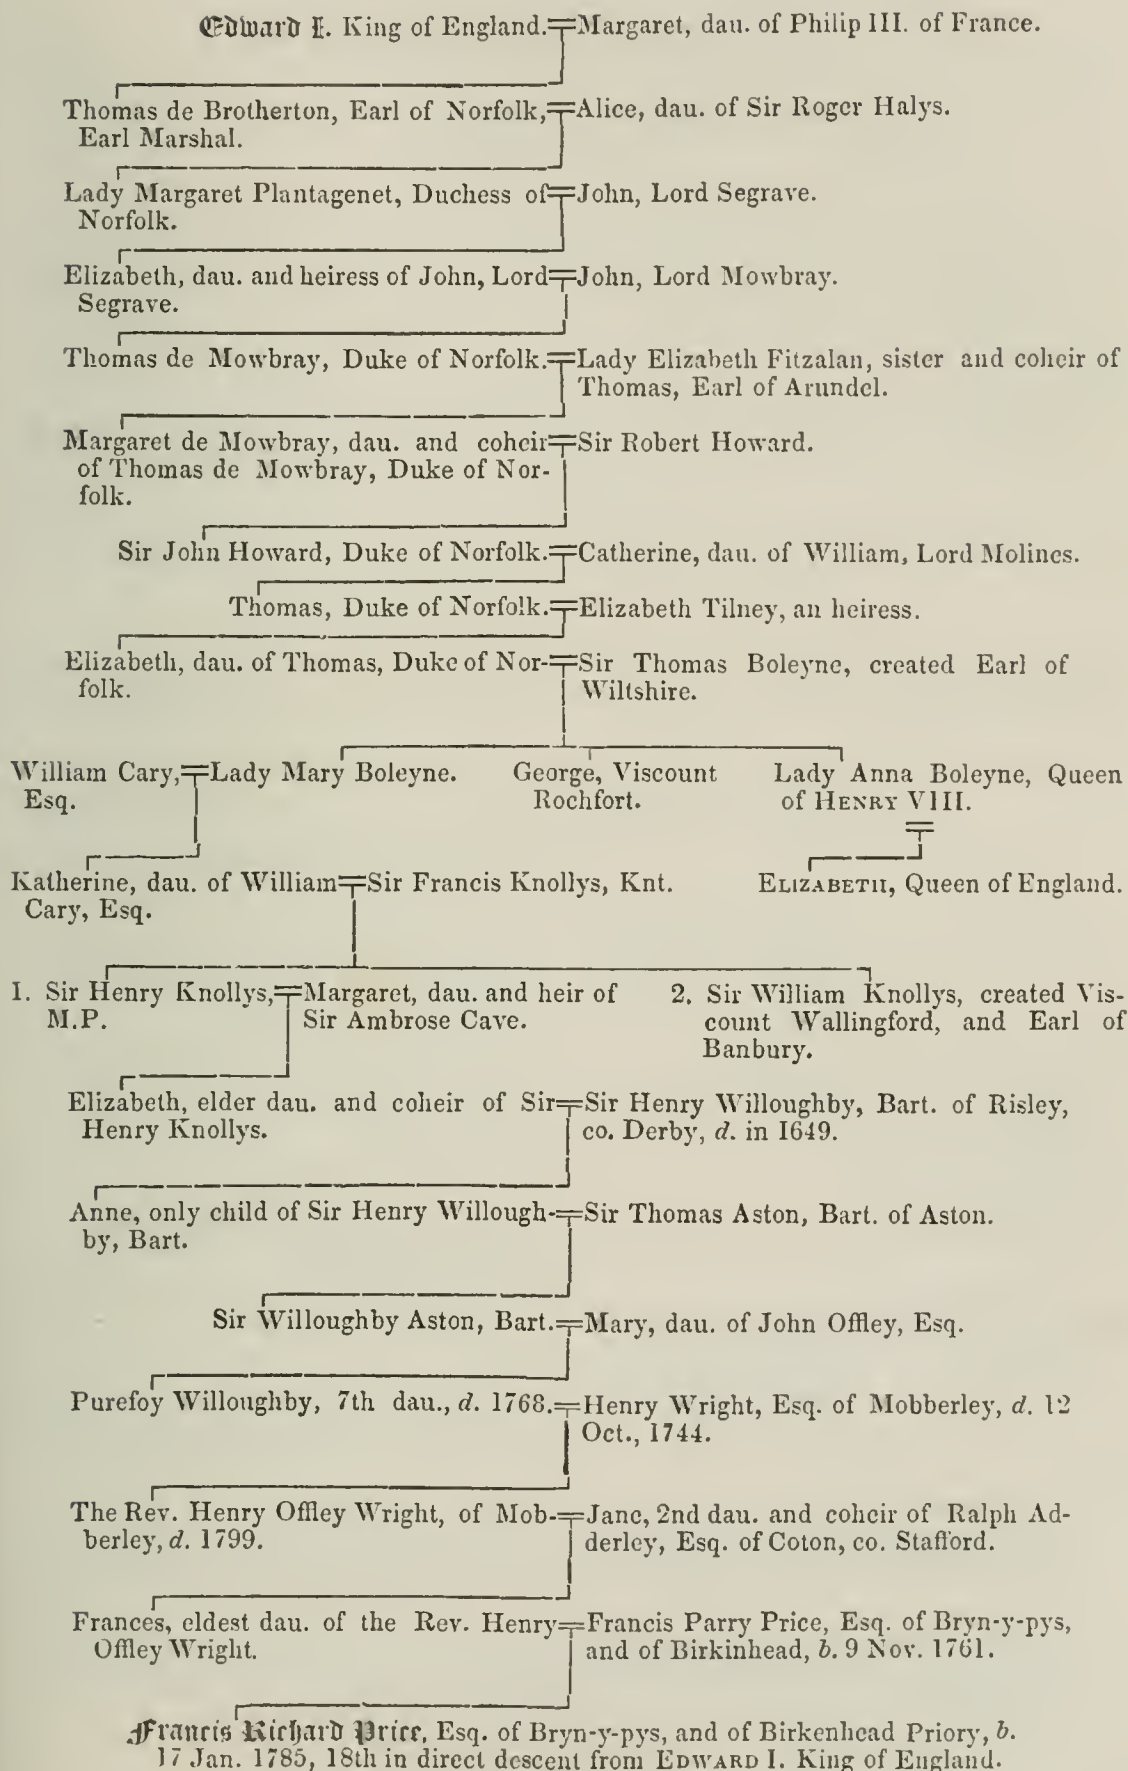 Edward I. King of England. Margaret, dau. of Philip III. of France.
Thomas de Brotherton, Earl of Norfolk, Alice, dau. of Sir Roger Halys.
Earl Marshal.
Lady Margaret Plantagenet, Duchess of John, Lord Segrave.
Norfolk.
Elizabeth, dau. and heiress of John, Lord John, Lord Mowbray.
Segrave.
Thomas de Mowbray, Duke of Norfolk. Lady Elizabeth Fitzalan, sister and coheir of
Thomas, Earl of Arundel.
Margaret de Mowbray, dau. and coheir Sir Robert Howard.
of Thomas de Mowbray, Duke of Nor-
folk.
Sir John Howard, Duke of Norfolk. Catherine, dau. of William, Lord Molines.
Thomas, Duke of Norfolk. Elizabeth Tilney, an heiress.
Elizabeth, dau. of Thomas, Duke of Nor- Sir Thomas Boleyne, created Earl of
folk. Wiltshire.
William Cary, Lady Mary Boleyne. George, Viscount Lady Anna Boleyne, Queen
Esq. Rochfort. of HENRY VIII.
Katherine, dau. of William Sir Francis Knollys, Knt. ELIZABETH, Queen of England.
Cary, Esq.
1. Sir Henry Knollys, Margaret, dau. and heir of 2. Sir William Knollys, created Vis-
M.P. Sir Ambrose Cave. count Wallingford, and Earl of
Banbury.
Elizabeth, elder dau. and coheir of Sir Sir Henry Willoughby, Bart. of Risley,
Henry Knollys. co. Derby, d. in 1649.
Anne, only child of Sir Henry Willough- Sir Thomas Aston, Bart. of Aston.
by, Bart.
Sir Willoughby Aston, Bart. Mary, dau. of John Offley, Esq.
Purefoy Willoughby, 7th dau., d. 1768. Henry Wright, Esq. of Mobberley, d. 12
Oct., 1744.
The Rev. Henry Offley Wright, of Mob- Jane, 2nd dau. and coheir of Ralph Ad-
berley, d. 1799. derley, Esq. of Coton, co. Stafford.
Frances, eldest dau. of the Rev. Henry Francis Parry Price, Esq. of Bryn-y-pys,
Offley Wright. and of Birkinhead, b. 9 Nov. 1761.
Francis Richard Price, Esq. of Bryn-y-pys, and of Birkenhead Priory, b.
17 Jan. 1785, 18th in direct descent from EDWARD I. King of England.